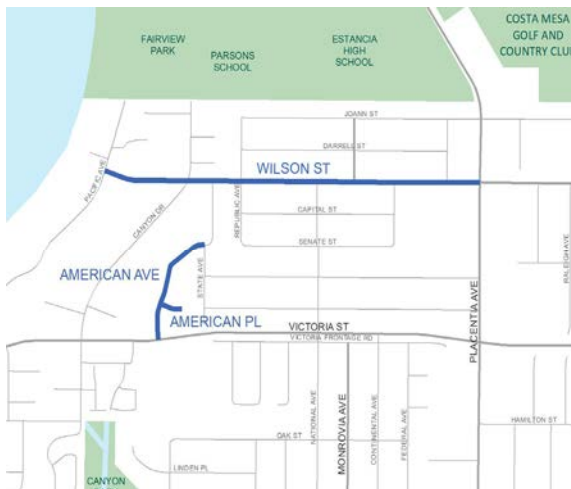 COSTA MESA
GOLF AND
COUNTRY CLUB
FAIRVIEW
PARK
PARSONS
SCHOOL
ESTANCIA
HIGH
SCHOOL
JOANN ST
DARRELL ST
WILSON ST
PACIFIC AVE
CANYON DR
REPUBLIC AVE
CAPITAL ST
SENATE ST
STATE AVE
AMERICAN AVE
AMERICAN PL
RALEIGH AVE
PLACENTIA AVE
VICTORIA ST
VICTORIA FRONTAGE RD
NATIONAL AVE
MONROVIA AVE
CONTINENTAL AVE
FEDERAL AVE
HAMILTON ST
OAK ST
LINDEN PL
CANYON